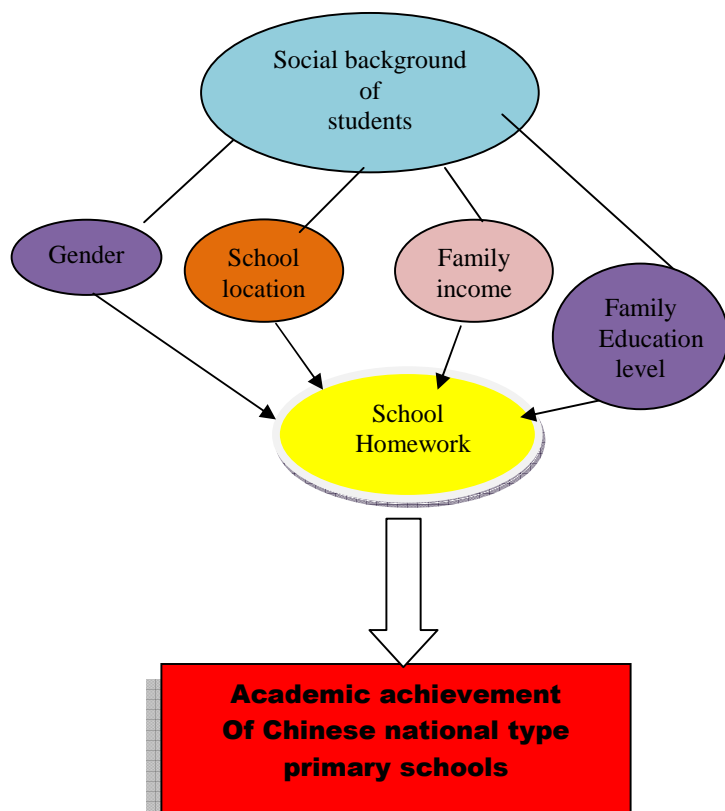 Social background
of
students
Gender
School
location
Family
income
Family
Education
level
School
Homework
Academic achievement
Of Chinese national type
primary schools